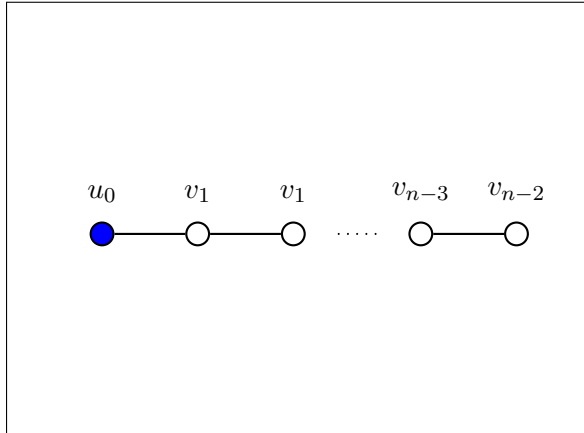 u₀ v₁ v₁ vₙ₋₃ vₙ₋₂
.....